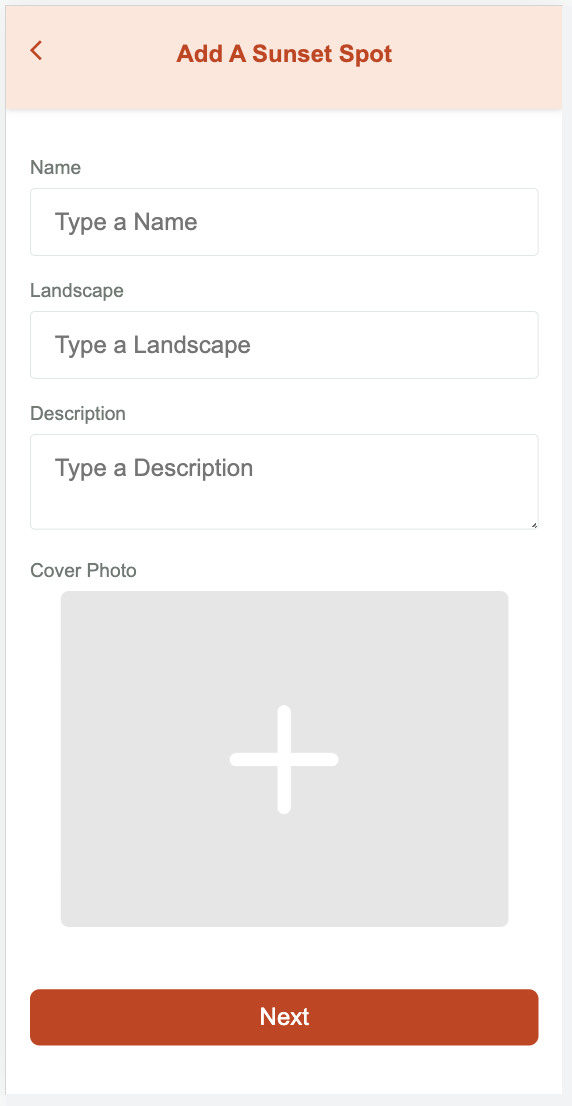 Add A Sunset Spot
Name
Type a Name
Landscape
Type a Landscape
Description
Type a Description
Cover Photo
Next